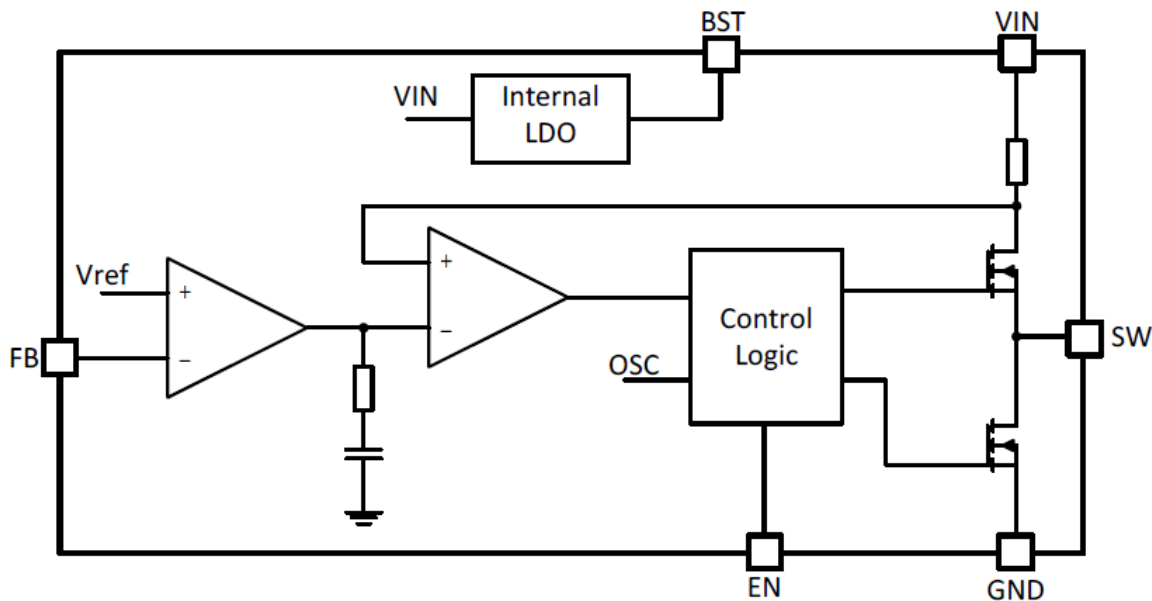 BST
VIN
VIN
Internal
LDO
Vref
+
+
−
−
FB
OSC
Control
Logic
SW
EN
GND